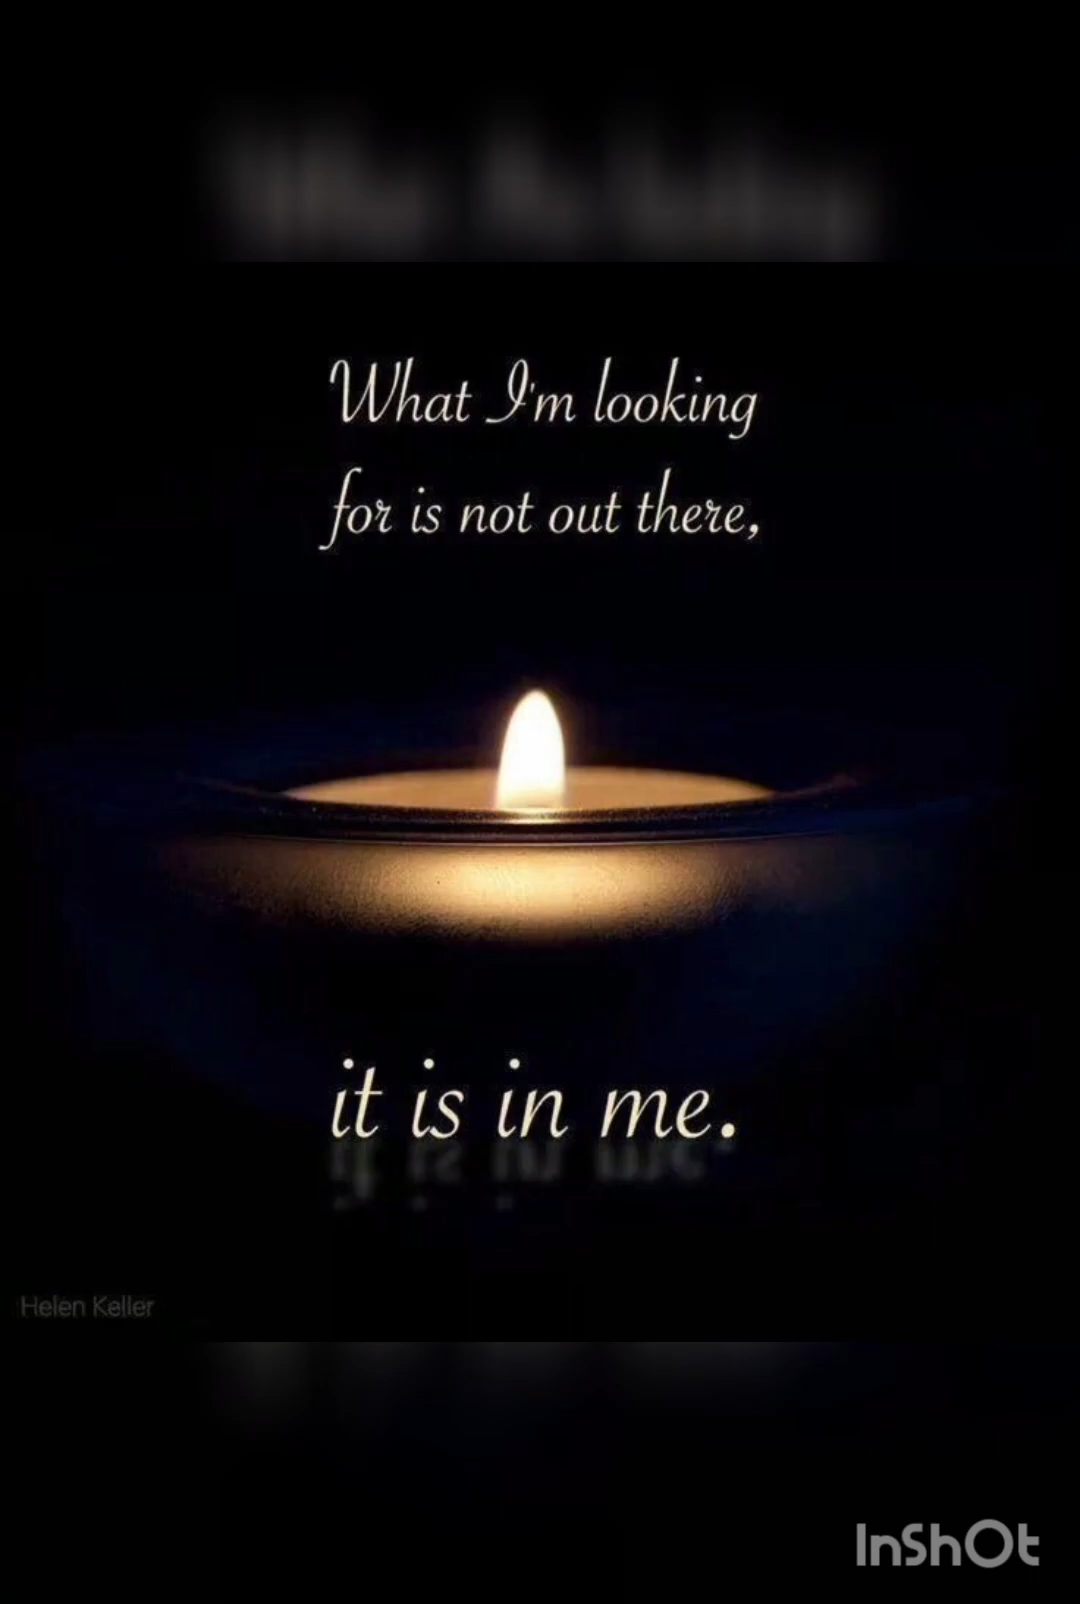 What I'm looking
for is not out there,
it is in me.
Helen Keller
InShOt